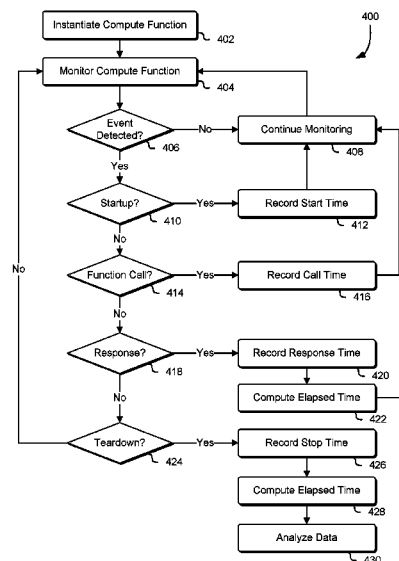 Instantiate Compute Function
402
400
Monitor Compute Function
404
Event
Detected?
406
No
Continue Monitoring
408
Yes
Startup?
410
Yes
Record Start Time
412
No
No
Function Call?
414
Yes
Record Call Time
416
No
Response?
418
Yes
Record Response Time
420
No
Compute Elapsed Time
422
Teardown?
424
Yes
Record Stop Time
426
Compute Elapsed Time
428
Analyze Data
430